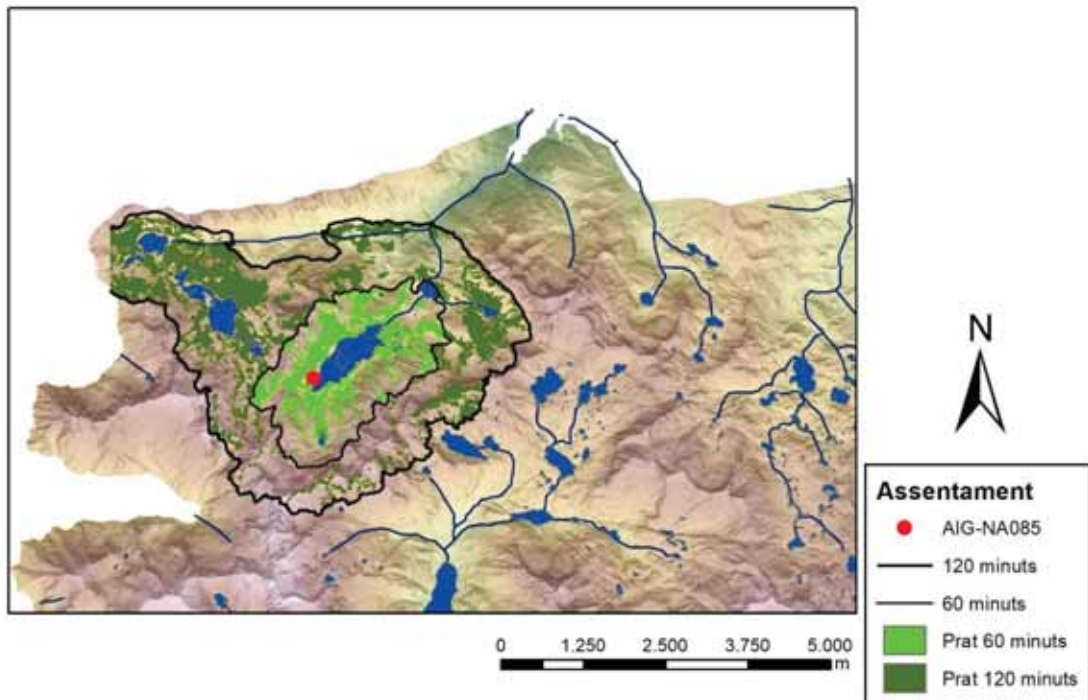 N
Assentament
AIG-NA085
120 minuts
60 minuts
Prat 60 minuts
Prat 120 minuts
0 1.250 2.500 3.750 5.000
m